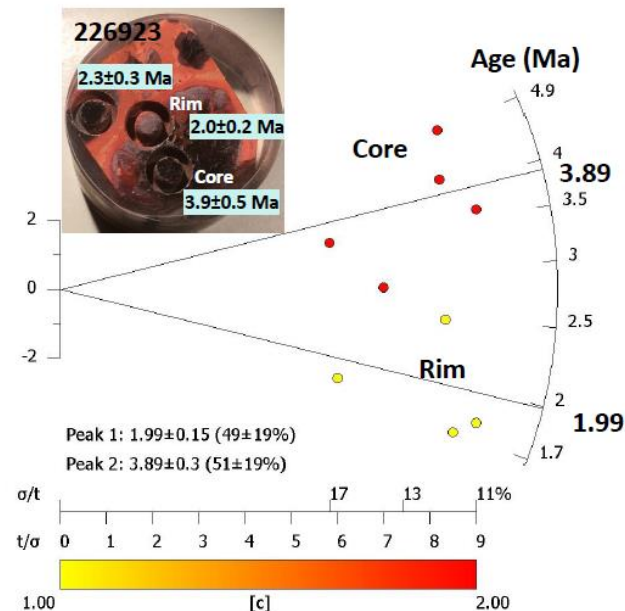 226923
2.3±0.3 Ma
Rim
2.0±0.2 Ma
Core
3.9±0.5 Ma
Age (Ma)
4.9
Core
4
3.89
3.5
2
3
0
2.5
-2
Rim
2
1.99
Peak 1: 1.99±0.15 (49±19%)
Peak 2: 3.89±0.3 (51±19%)
1.7
σ/t 17 13 11%
t/σ 0 1 2 3 4 5 6 7 8 9
1.00 [c] 2.00